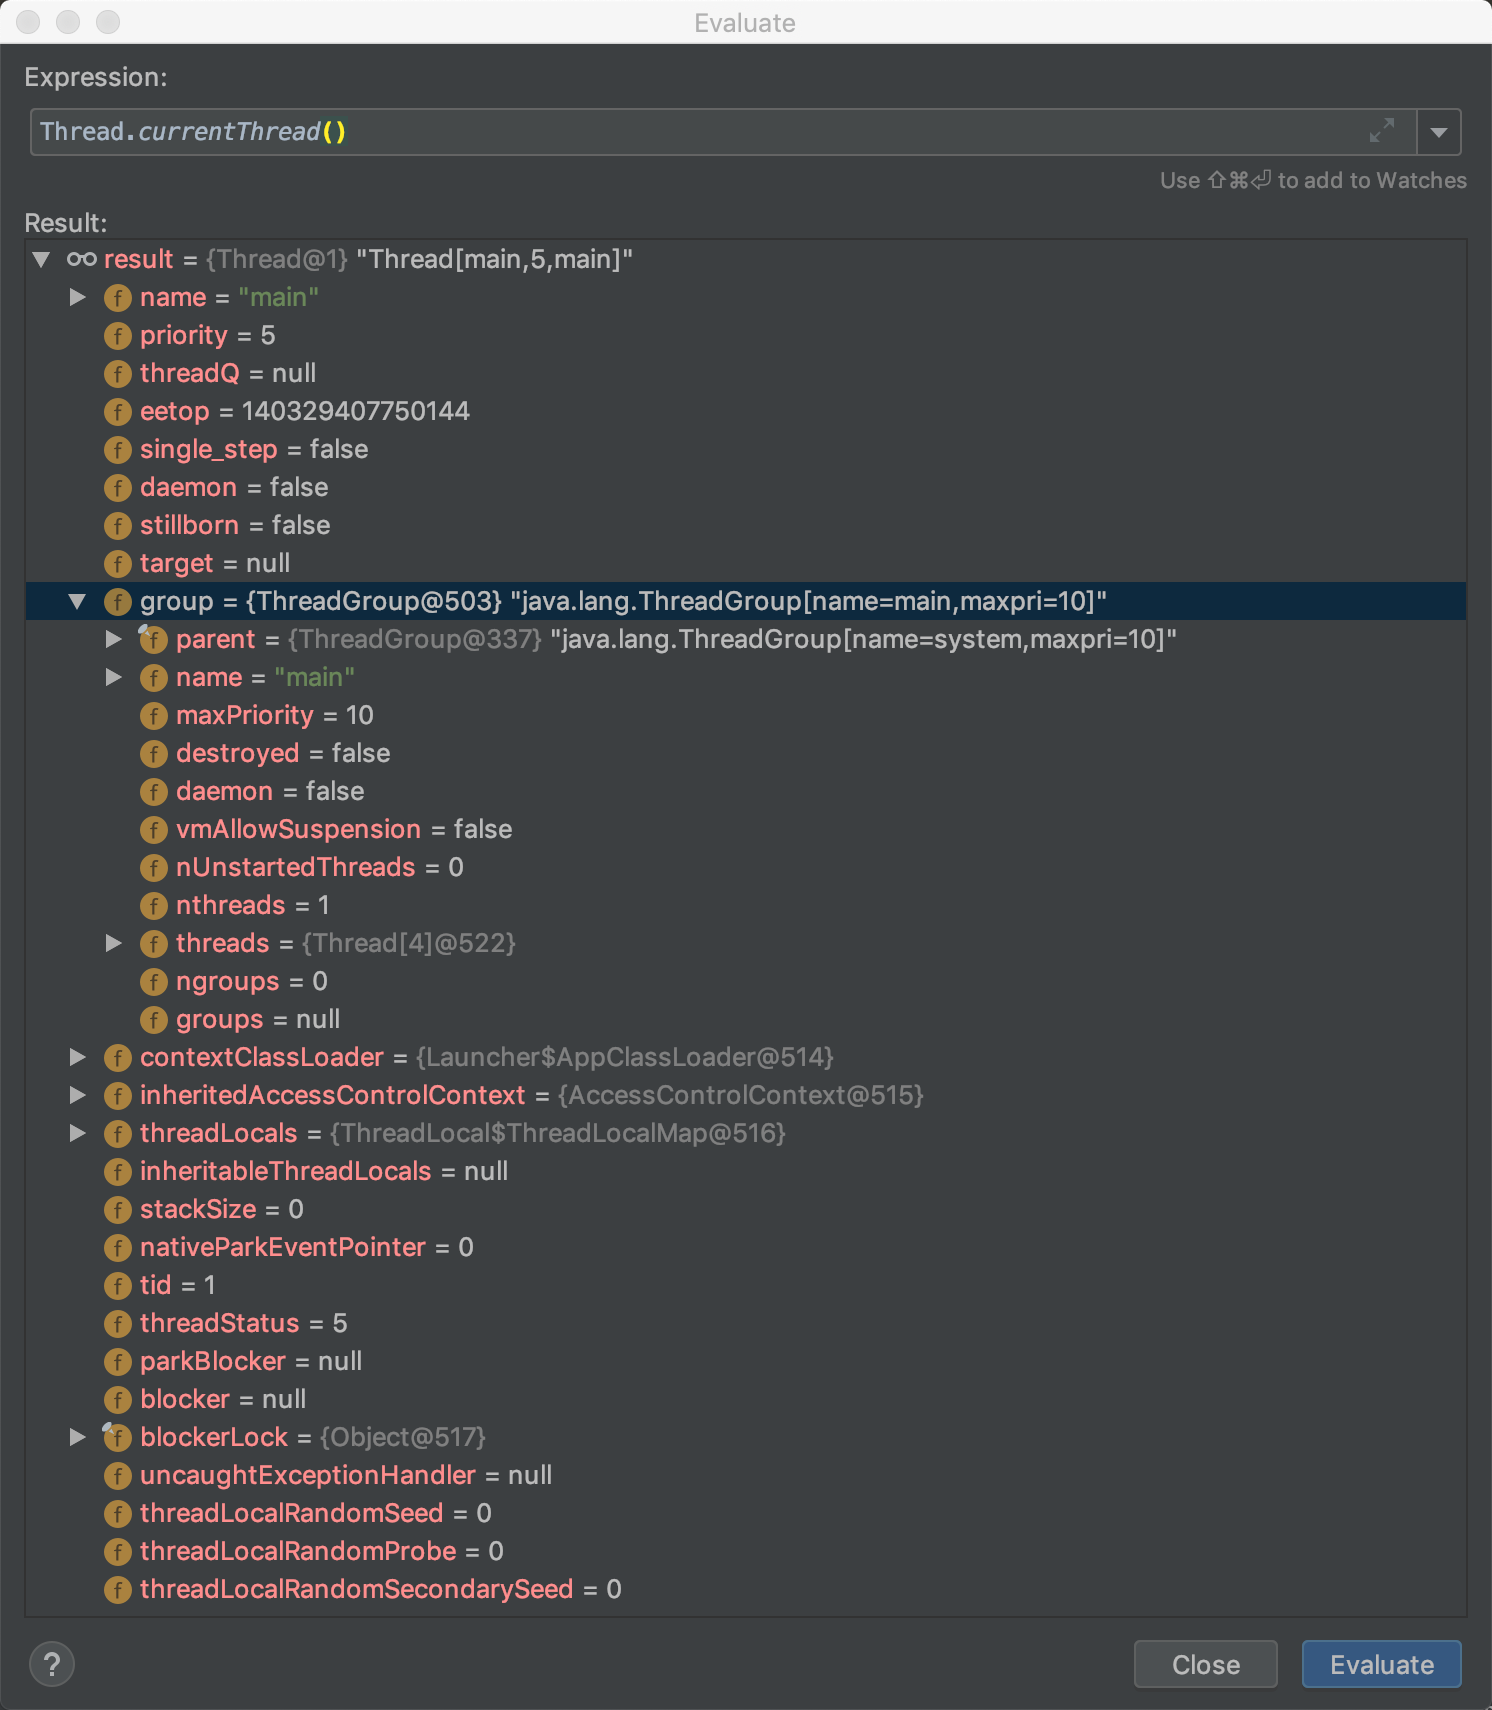 Evaluate
Expression:
Thread.currentThread()
Use ⇧⌘⏎ to add to Watches
Result:
result = {Thread@1} "Thread[main,5,main]"
f name = "main"
f priority = 5
f threadQ = null
f eetop = 140329407750144
f single_step = false
f daemon = false
f stillborn = false
f target = null
f group = {ThreadGroup@503} "java.lang.ThreadGroup[name=main,maxpri=10]"
f parent = {ThreadGroup@337} "java.lang.ThreadGroup[name=system,maxpri=10]"
f name = "main"
f maxPriority = 10
f destroyed = false
f daemon = false
f vmAllowSuspension = false
f nUnstartedThreads = 0
f nthreads = 1
f threads = {Thread[4]@522}
f ngroups = 0
f groups = null
f contextClassLoader = {Launcher$AppClassLoader@514}
f inheritedAccessControlContext = {AccessControlContext@515}
f threadLocals = {ThreadLocal$ThreadLocalMap@516}
f inheritableThreadLocals = null
f stackSize = 0
f nativeParkEventPointer = 0
f tid = 1
f threadStatus = 5
f parkBlocker = null
f blocker = null
f blockerLock = {Object@517}
f uncaughtExceptionHandler = null
f threadLocalRandomSeed = 0
f threadLocalRandomProbe = 0
f threadLocalRandomSecondarySeed = 0
? Close Evaluate